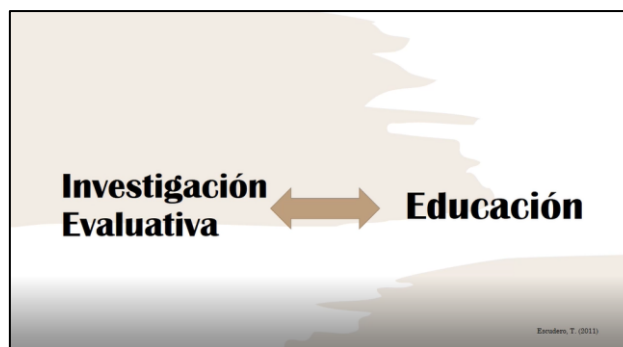 Investigación
Evaluativa
Educación
Escudero, T. (2011)